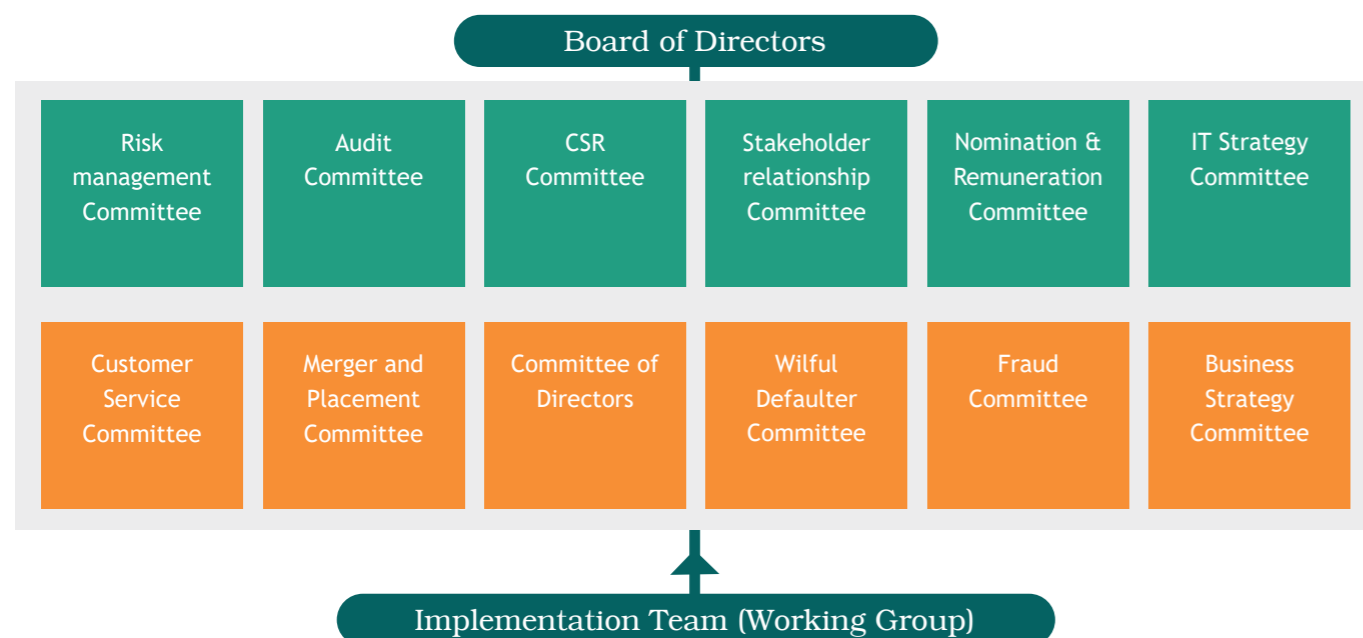 Board of Directors
Risk
management
Committee
Audit
Committee
CSR
Committee
Stakeholder
relationship
Committee
Nomination &
Remuneration
Committee
IT Strategy
Committee
Customer
Service
Committee
Merger and
Placement
Committee
Committee of
Directors
Wilful
Defaulter
Committee
Fraud
Committee
Business
Strategy
Committee
Implementation Team (Working Group)